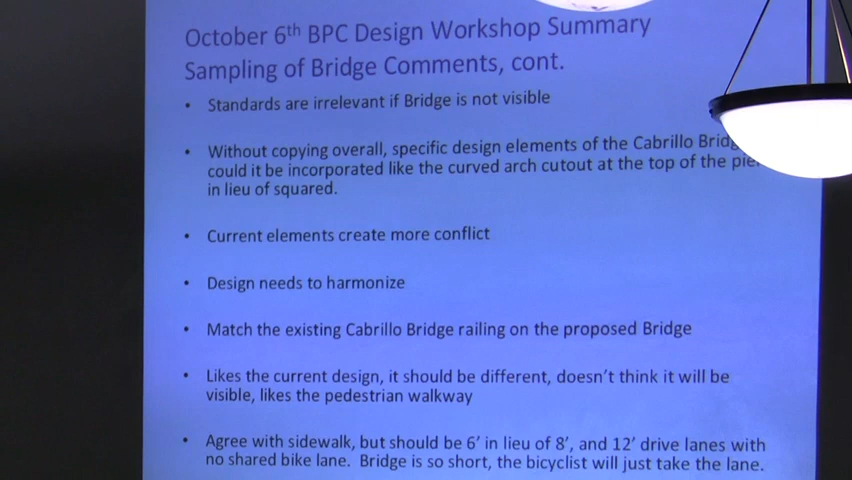 October 6th BPC Design Workshop Summary
Sampling of Bridge Comments, cont.
• Standards are irrelevant if Bridge is not visible
• Without copying overall, specific design elements of the Cabrillo
could it be incorporated like the curved arch cutout at the top of the
in lieu of squared.
• Current elements create more conflict
• Design needs to harmonize
• Match the existing Cabrillo Bridge railing on the proposed Bridge
• Likes the current design, it should be different, doesn't think it will be
visible, likes the pedestrian walkway
• Agree with sidewalk, but should be 6' in lieu of 8', and 12' drive lanes with
no shared bike lane. Bridge is so short, the bicyclist will just take the lane.